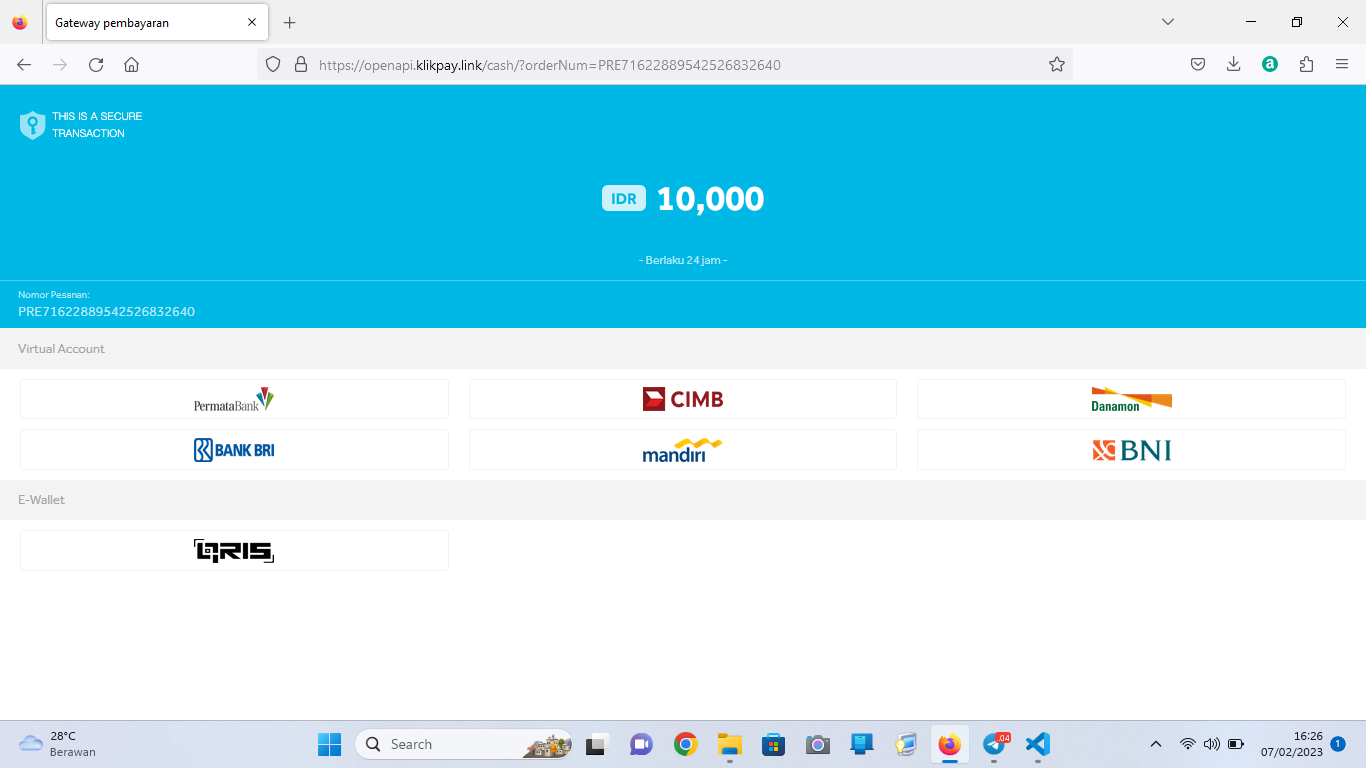 Gateway pembayaran
https://openapi.klikpay.link/cash/?orderNum=PRE71622889542526832640
THIS IS A SECURE
TRANSACTION
IDR 10,000
- Berlaku 24 jam -
Nomor Pesanan:
PRE71622889542526832640
Virtual Account
PermataBank CIMB Danamon
BANK BRI mandiri BNI
E-Wallet
QRIS
28°C
Berawan
Search
.04
16:26
07/02/2023
1